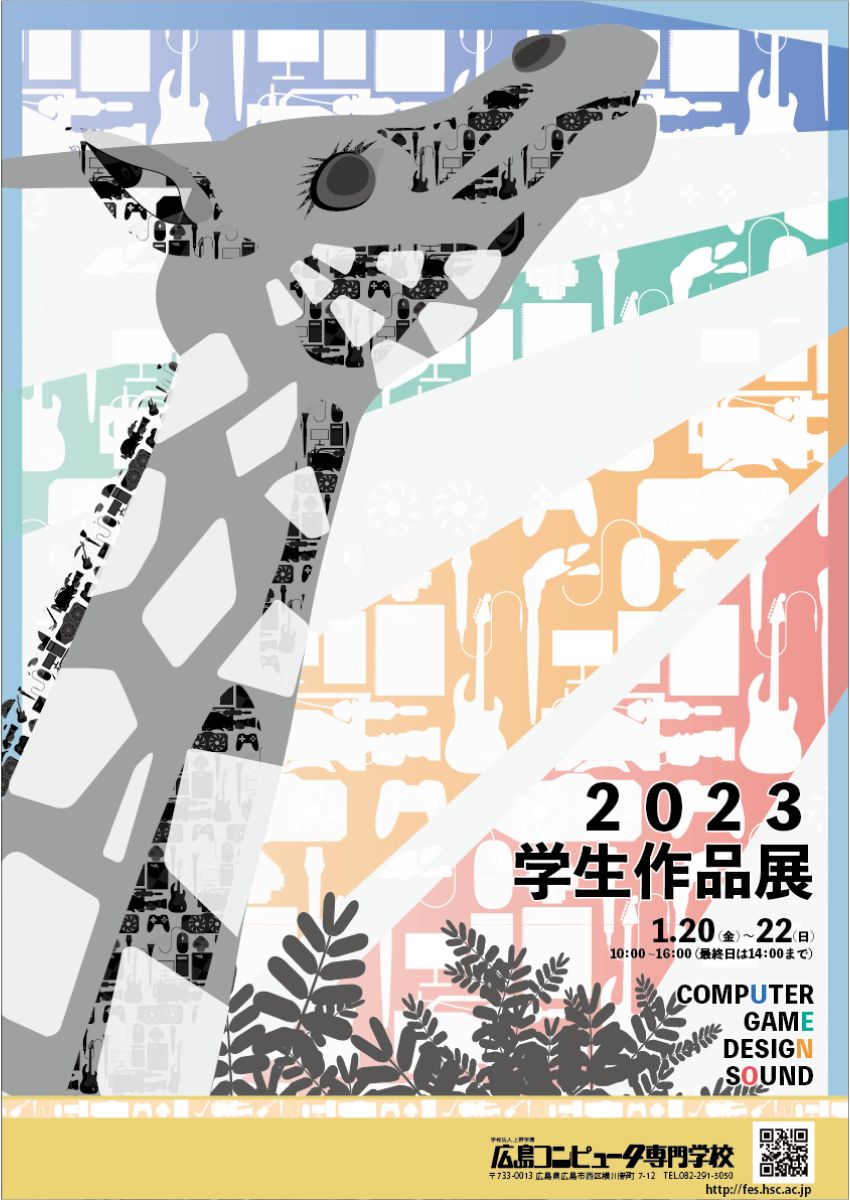 2023
学生作品展
1.20(金)~22(日)
10:00~16:00(最終日は14:00まで)
COMPUTER
GAME
DESIGN
SOUND
学校法人上野学園
広島コンピュータ専門学校
〒733-0013 広島県広島市西区横川新町 7-12 TEL.082-291-5050
http://fes.hsc.ac.jp